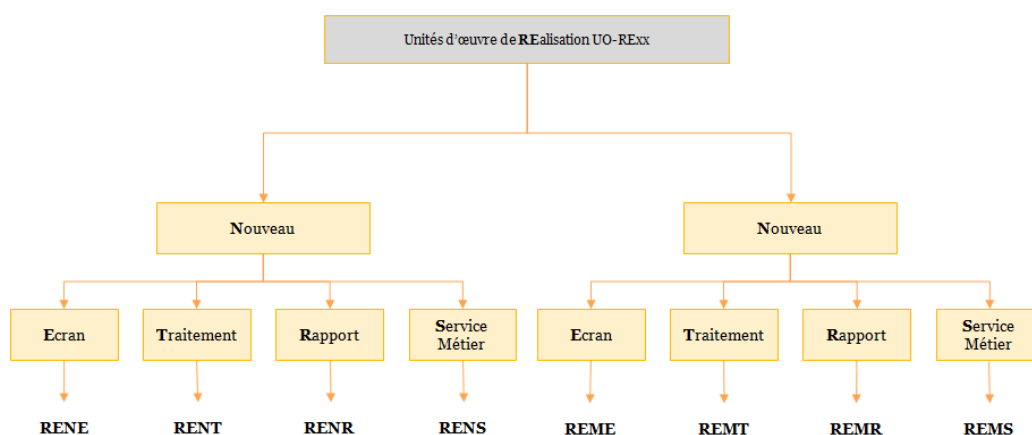 Unités d'œuvre de REalisation UO-RExx
Nouveau
Nouveau
Ecran
Traitement
Rapport
Service
Métier
Ecran
Traitement
Rapport
Service
Métier
RENE
RENT
RENR
RENS
REME
REMT
REMR
REMS